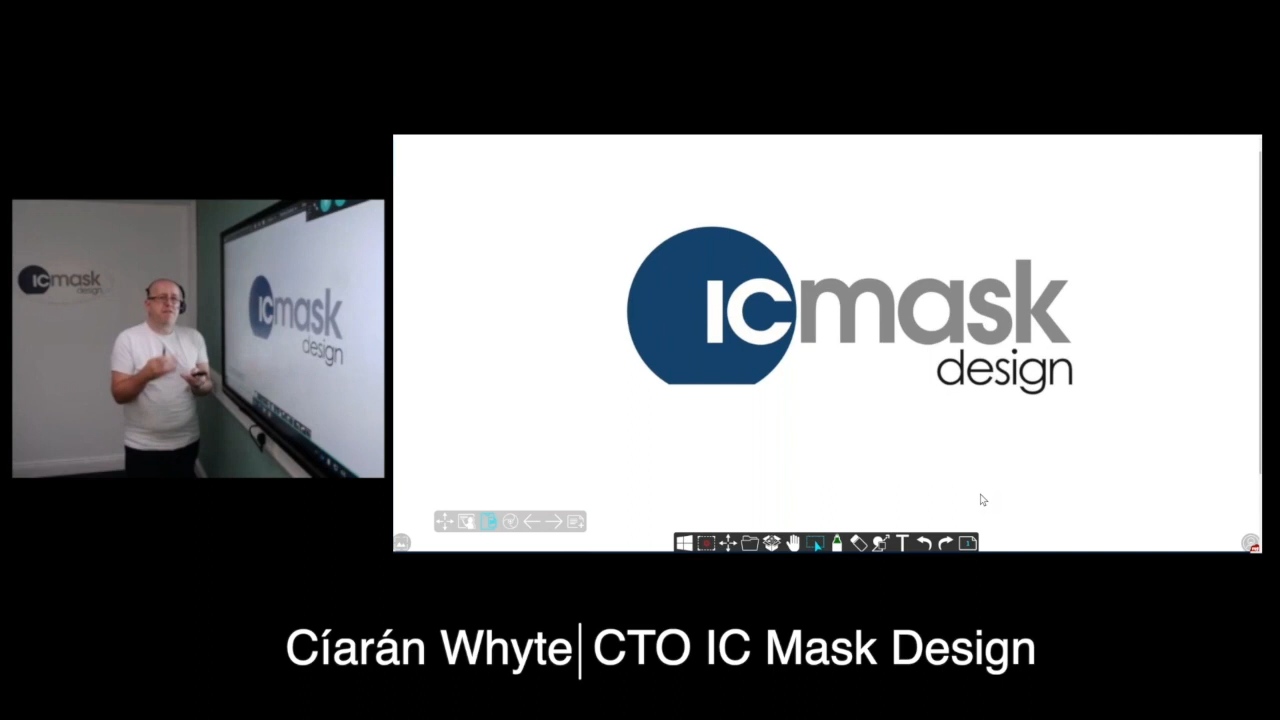 ICmask
design
ICmask
design
ICmask
design
Cíarán Whyte| CTO IC Mask Design